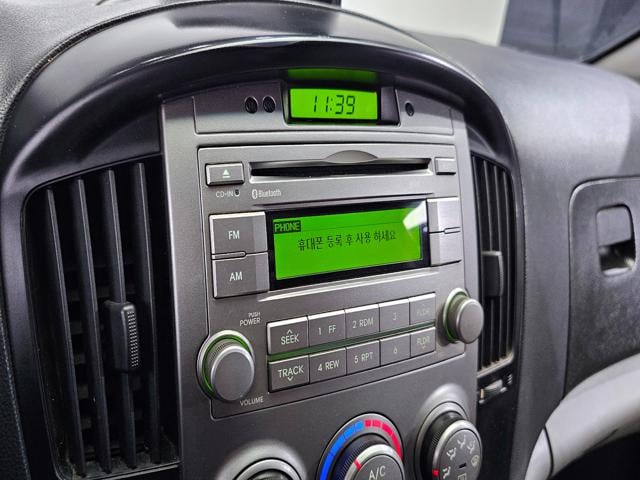 11:39
CD-IN
Bluetooth
PHONE
휴대폰 등록 후 사용 하세요
FM
AM
PUSH
POWER
VOLUME
SEEK
1 FF
2 RDM
3
FLDR
TRACK
4 REW
5 RPT
6
FLDR
A/C